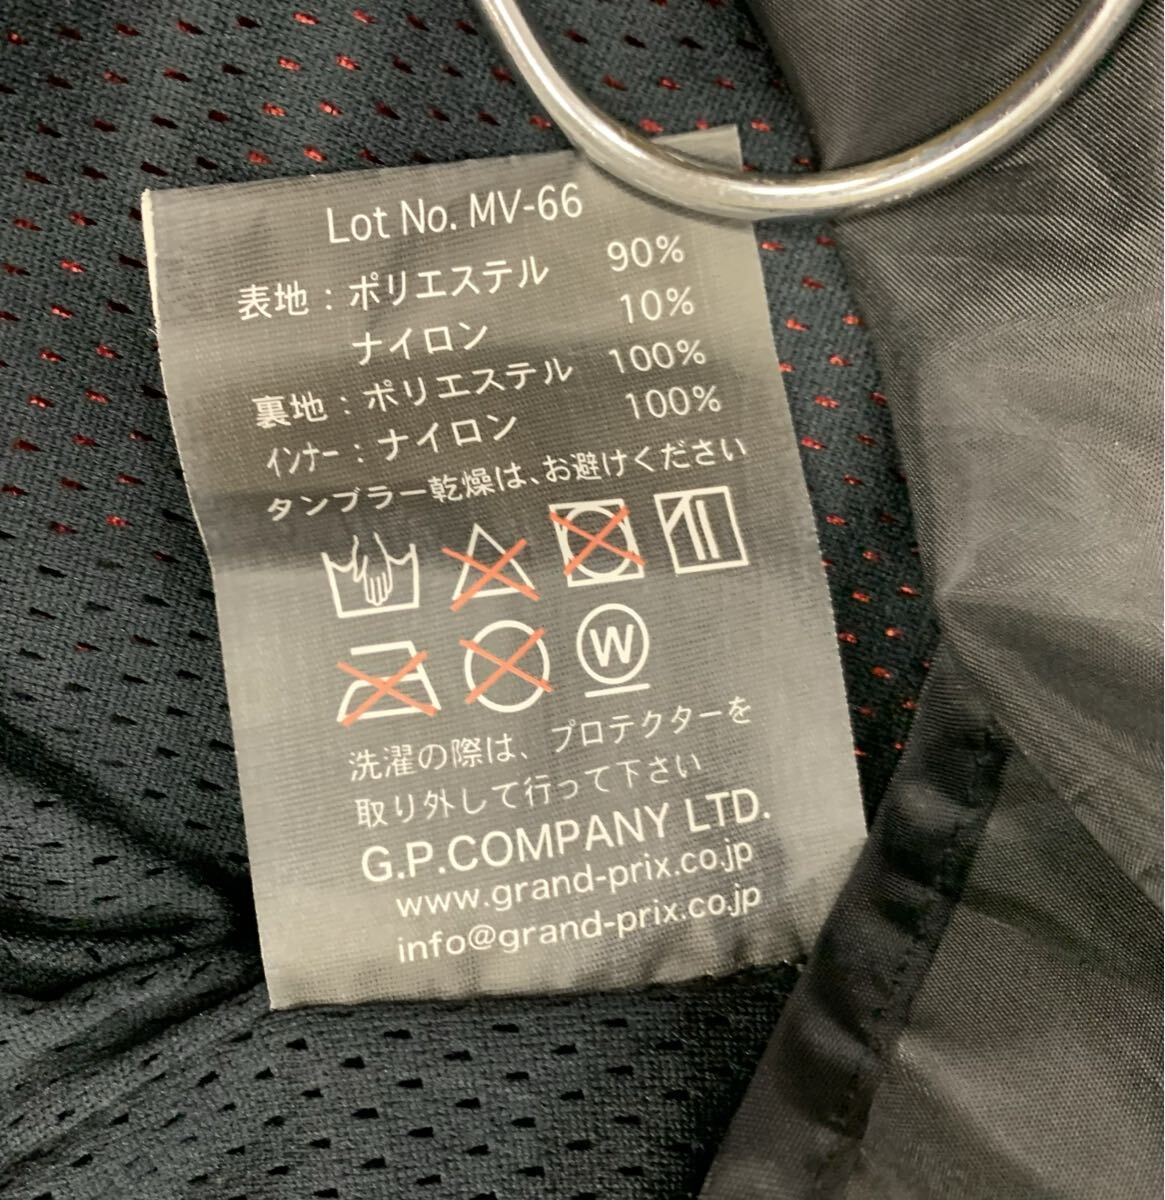 Lot No. MV-66
表地：ポリエステル 90%
ナイロン 10%
裏地：ポリエステル 100%
インナー：ナイロン 100%
タンブラー乾燥は、お避けください
W
洗濯の際は、プロテクターを
取り外して行って下さい
G.P.COMPANY LTD.
www.grand-prix.co.jp
info@grand-prix.co.jp